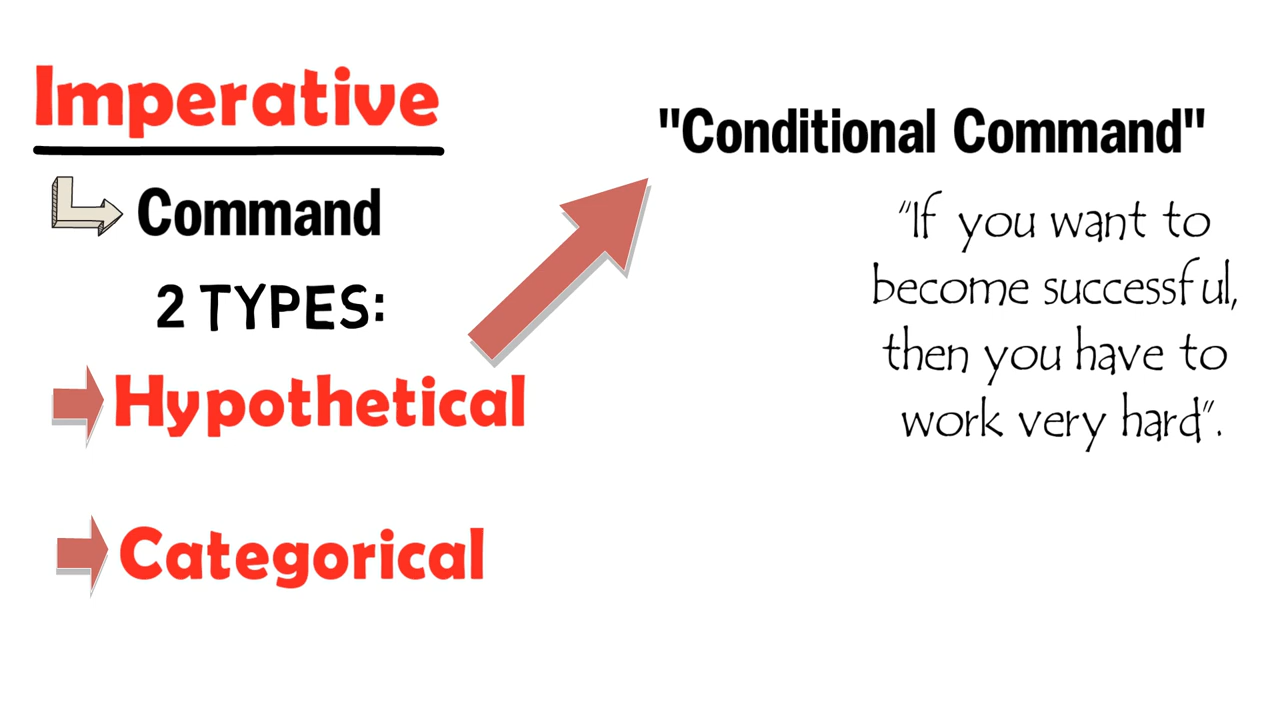 Imperative
Command
2 TYPES:
Hypothetical
Categorical
"Conditional Command"
“If you want to
become successful,
then you have to
work very hard”.